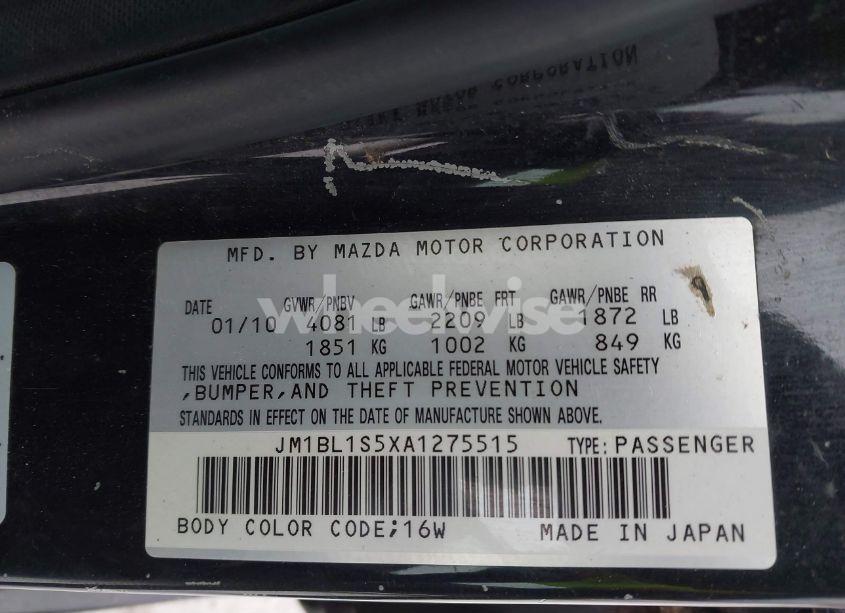 MFD. BY MAZDA MOTOR CORPORATION
DATE GVWR/PNBV GAWR/PNBE FRT GAWR/PNBE RR
01/10 4081 LB 2209 LB 1872 LB
1851 KG 1002 KG 849 KG
wheelwise
THIS VEHICLE CONFORMS TO ALL APPLICABLE FEDERAL MOTOR VEHICLE SAFETY
,BUMPER,AND THEFT PREVENTION
STANDARDS IN EFFECT ON THE DATE OF MANUFACTURE SHOWN ABOVE.
JM1BL1S5XA1275515 TYPE: PASSENGER
BODY COLOR CODE;16W MADE IN JAPAN